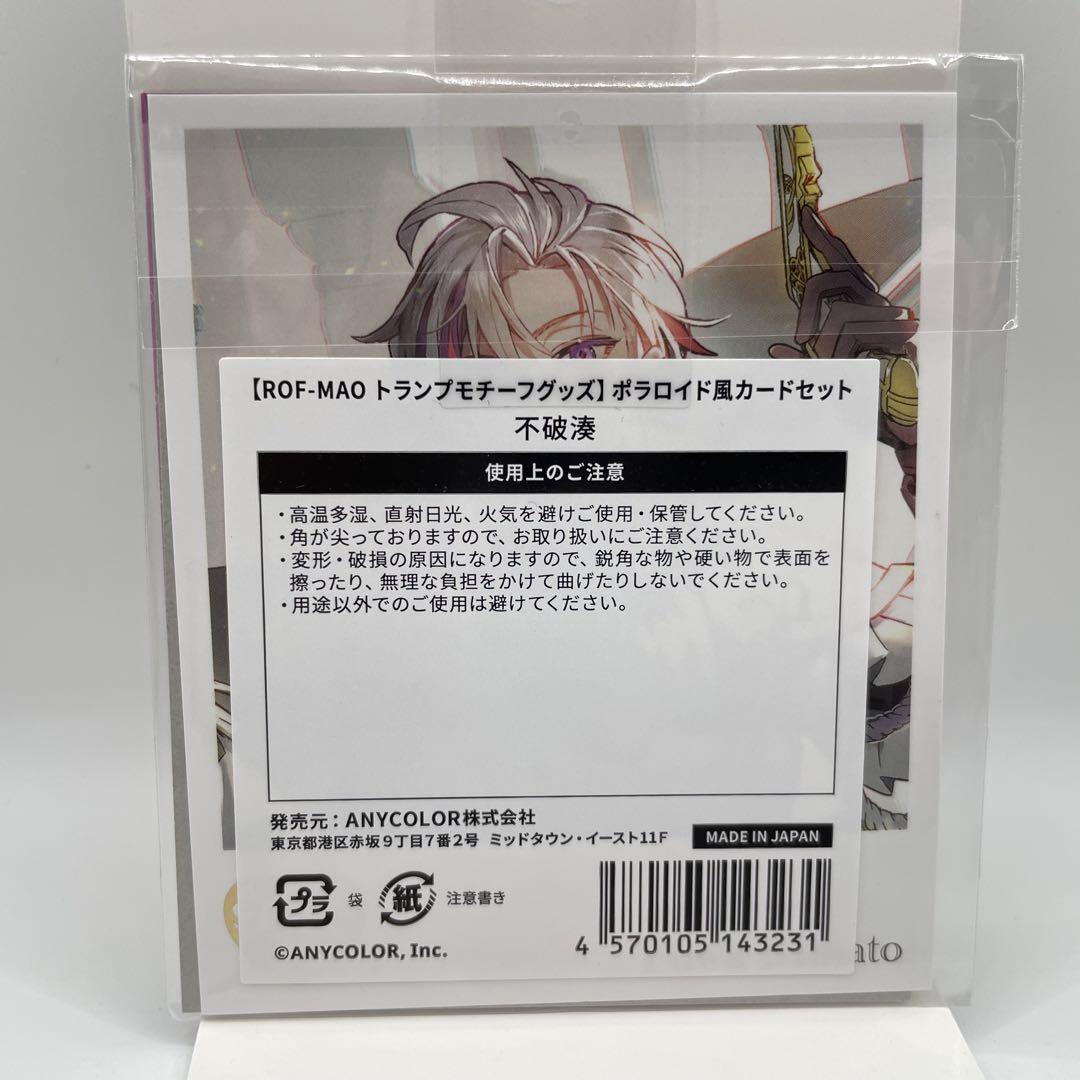 【ROF-MAO トランプモチーフグッズ】ポラロイド風カードセット
不破湊
使用上のご注意
・高温多湿、直射日光、火気を避けご使用・保管してください。
・角が尖っておりますので、お取り扱いにご注意ください。
・変形・破損の原因になりますので、鋭角な物や硬い物で表面を
擦ったり、無理な負担をかけて曲げたりしないでください。
・用途以外でのご使用は避けてください。
発売元：ANYCOLOR株式会社
東京都港区赤坂９丁目７番２号 ミッドタウン・イースト11F
MADE IN JAPAN
プラ 袋 紙 注意書き
©ANYCOLOR, Inc.
4 570105 143231
ato